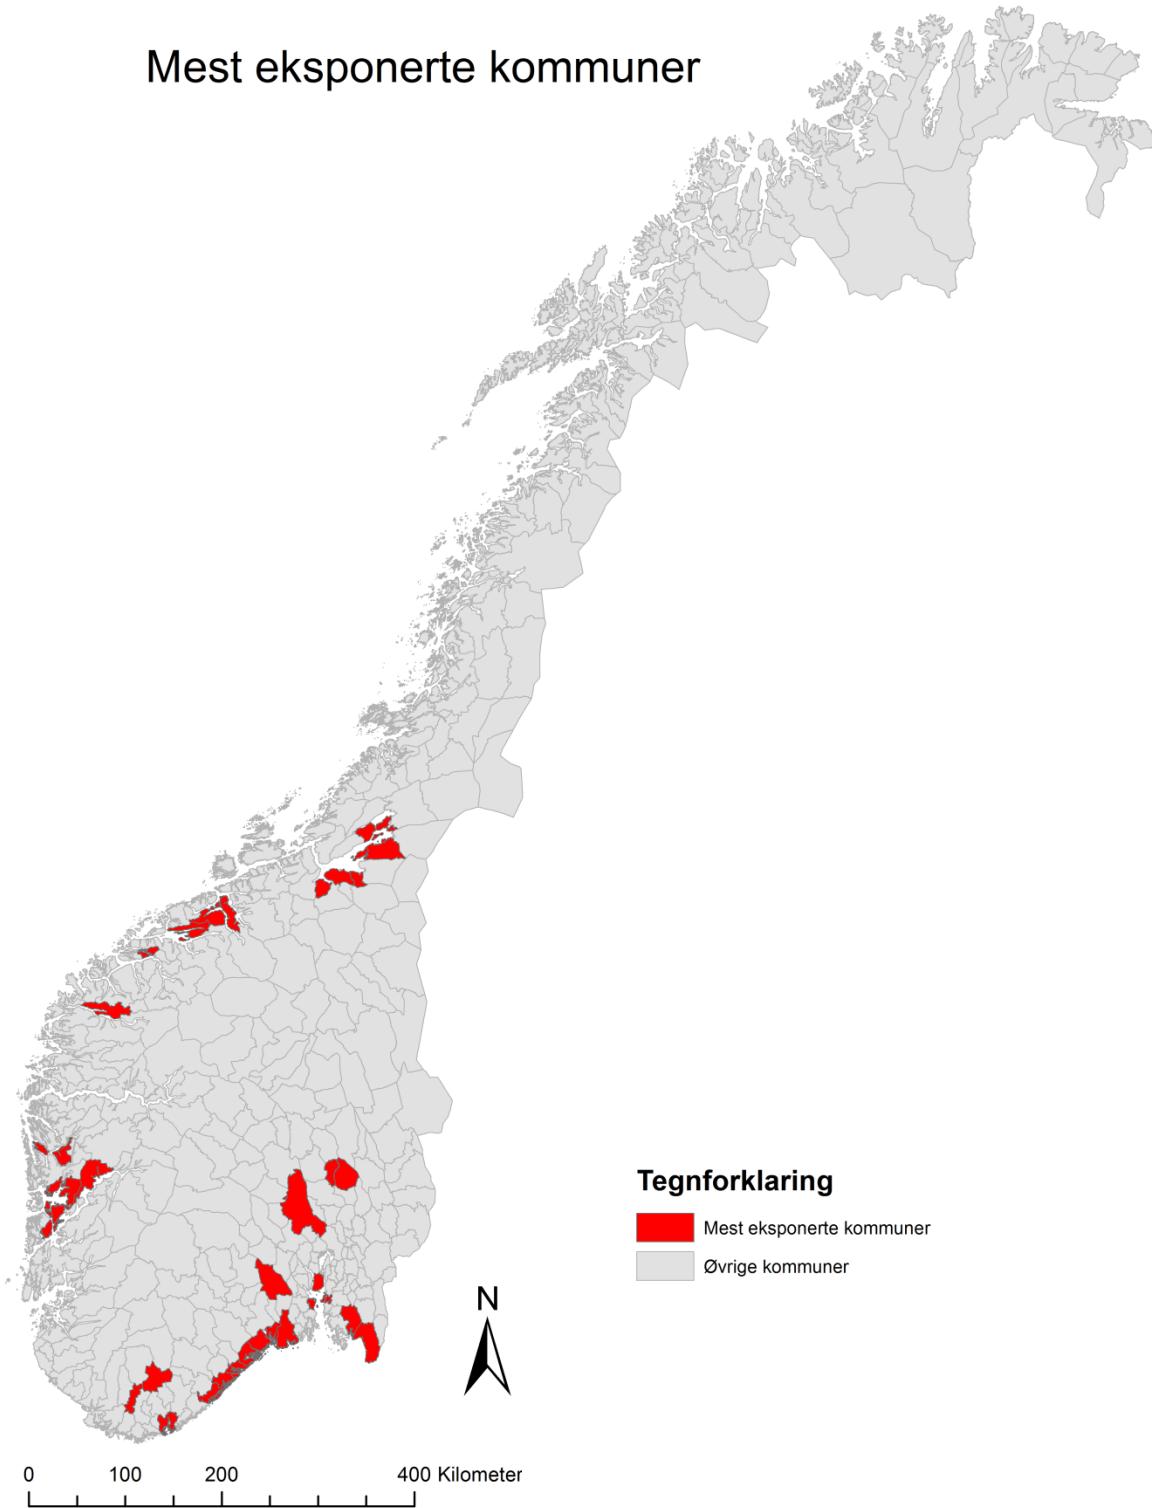 Mest eksponerte kommuner
Tegnforklaring
Mest eksponerte kommuner
Øvrige kommuner
N
0 100 200 400 Kilometer